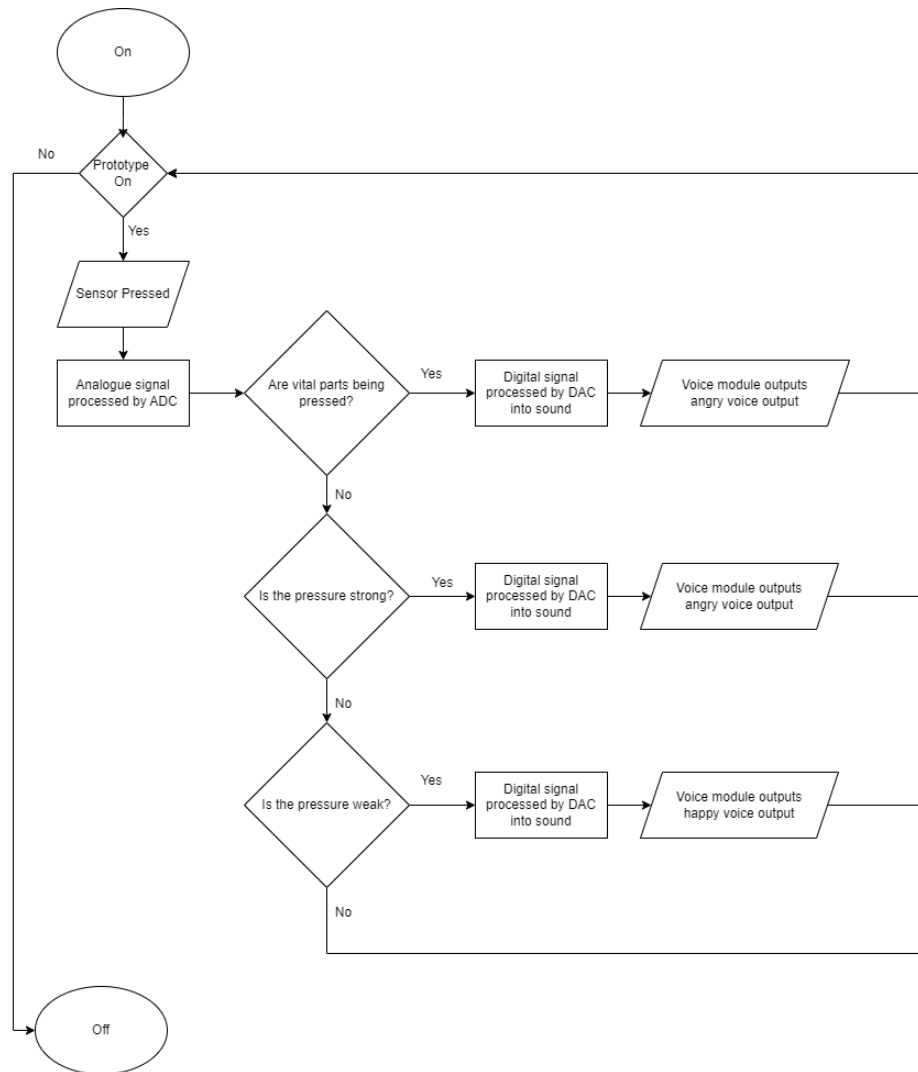 On
No
Prototype
On
Yes
Sensor Pressed
Analogue signal
processed by ADC
Are vital parts being
pressed?
Yes
Digital signal
processed by DAC
into sound
Voice module outputs
angry voice output
No
Is the pressure strong?
Yes
Digital signal
processed by DAC
into sound
Voice module outputs
angry voice output
No
Is the pressure weak?
Yes
Digital signal
processed by DAC
into sound
Voice module outputs
happy voice output
No
Off